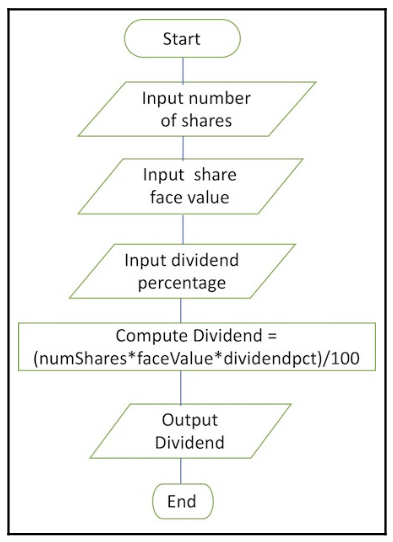 Start
Input number
of shares
Input share
face value
Input dividend
percentage
Compute Dividend =
(numShares*faceValue*dividendpct)/100
Output
Dividend
End